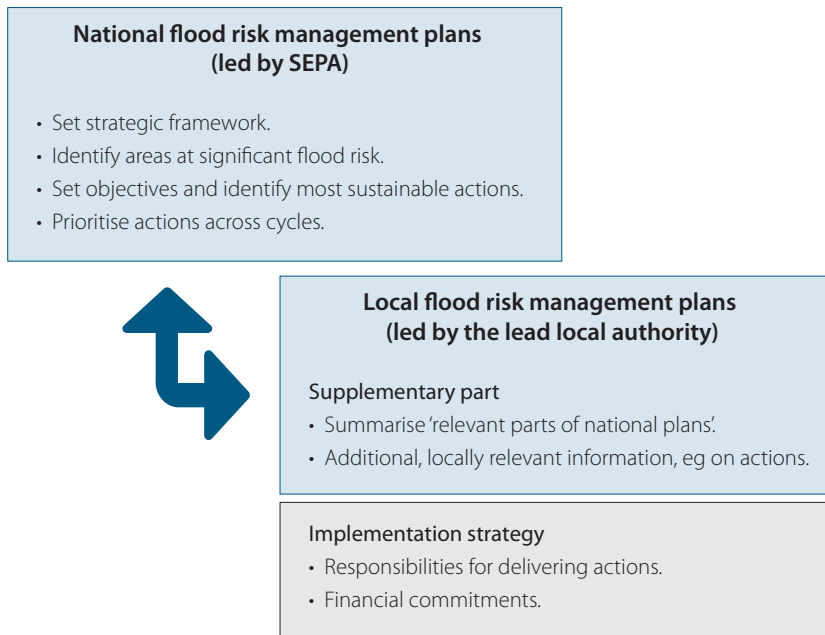 National flood risk management plans
(led by SEPA)
• Set strategic framework.
• Identify areas at significant flood risk.
• Set objectives and identify most sustainable actions.
• Prioritise actions across cycles.
Local flood risk management plans
(led by the lead local authority)
Supplementary part
• Summarise ‘relevant parts of national plans’.
• Additional, locally relevant information, eg on actions.
Implementation strategy
• Responsibilities for delivering actions.
• Financial commitments.